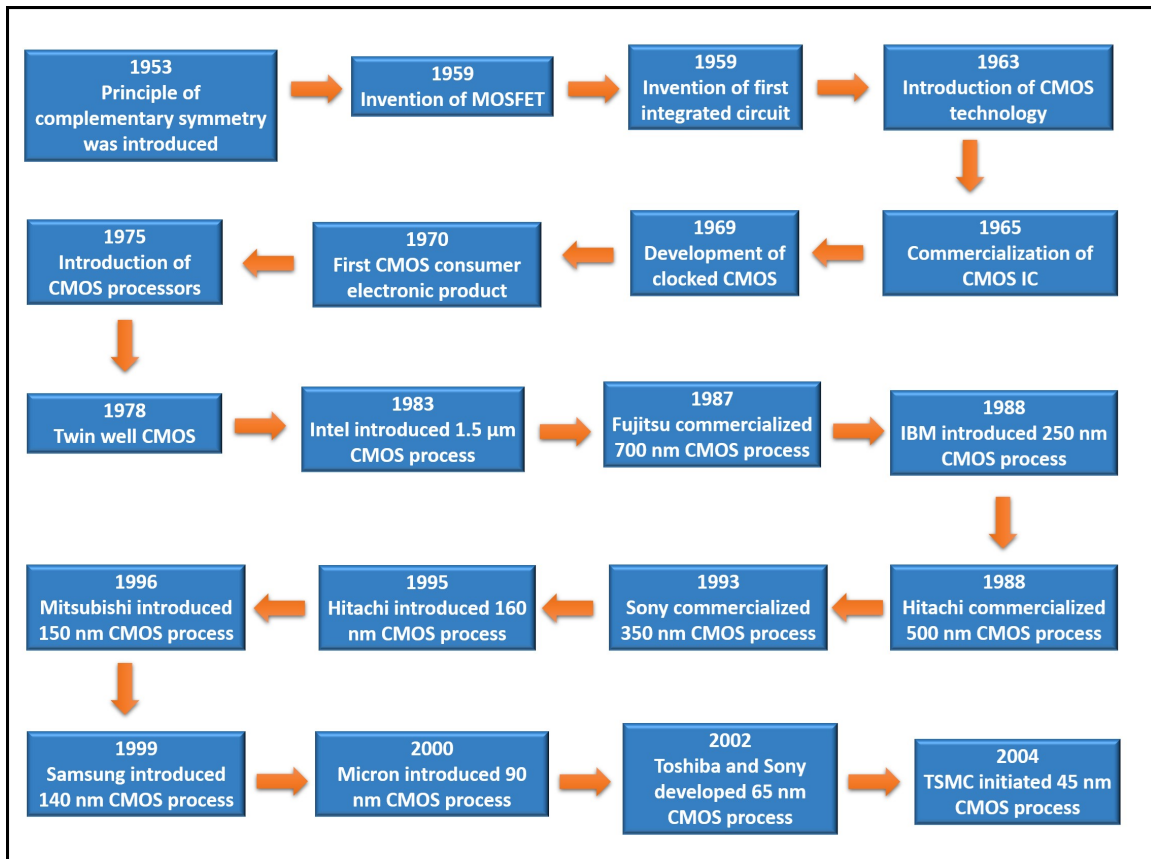 1953
Principle of
complementary symmetry
was introduced
1959
Invention of MOSFET
1959
Invention of first
integrated circuit
1963
Introduction of CMOS
technology
1965
Commercialization of
CMOS IC
1969
Development of
clocked CMOS
1970
First CMOS consumer
electronic product
1975
Introduction of
CMOS processors
1978
Twin well CMOS
1983
Intel introduced 1.5 µm
CMOS process
1987
Fujitsu commercialized
700 nm CMOS process
1988
IBM introduced 250 nm
CMOS process
1988
Hitachi commercialized
500 nm CMOS process
1993
Sony commercialized
350 nm CMOS process
1995
Hitachi introduced 160
nm CMOS process
1996
Mitsubishi introduced
150 nm CMOS process
1999
Samsung introduced
140 nm CMOS process
2000
Micron introduced 90
nm CMOS process
2002
Toshiba and Sony
developed 65 nm
CMOS process
2004
TSMC initiated 45 nm
CMOS process